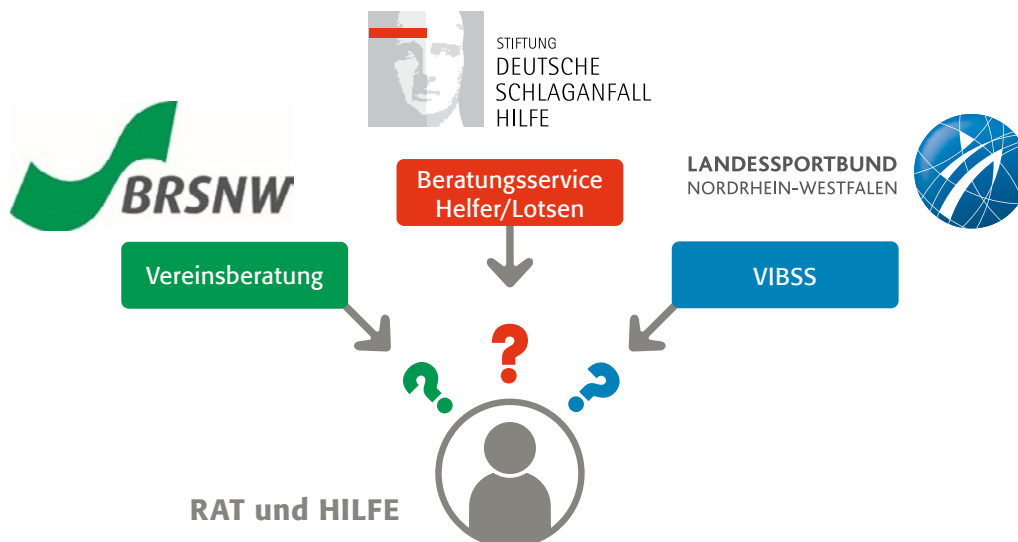 STIFTUNG
DEUTSCHE
SCHLAGANFALL
HILFE
BRSNW
Beratungsservice
Helfer/Lotsen
LANDESSPORTBUND
NORDRHEIN-WESTFALEN
Vereinsberatung
VIBSS
?
?
?
RAT und HILFE